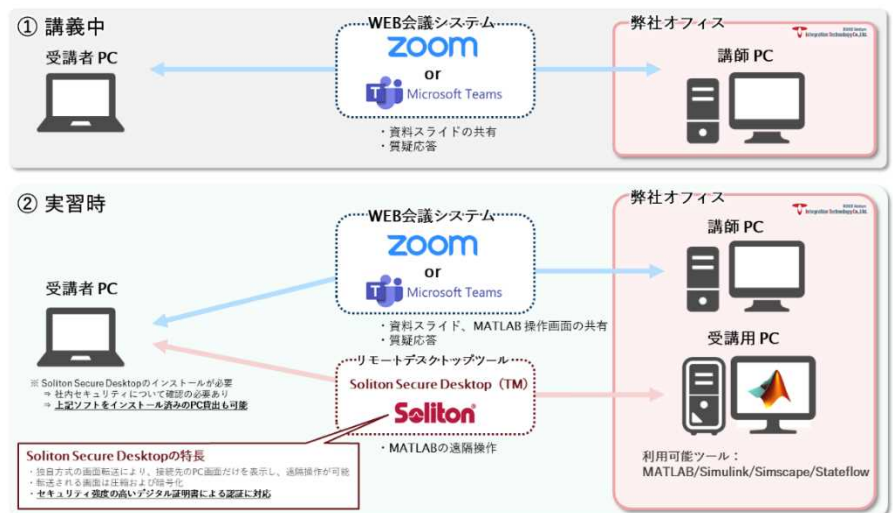 ① 講義中
受講者 PC
WEB会議システム
zoom
or
Microsoft Teams
・資料スライドの共有
・質疑応答
弊社オフィス
Integration Technology Co.,Ltd.
講師 PC
② 実習時
受講者 PC
※ Soliton Secure Desktopのインストールが必要
⇒ 社内セキュリティについて確認の必要あり
⇒ 上記ソフトをインストール済みのPC貸出も可能
WEB会議システム
zoom
or
Microsoft Teams
・資料スライド、MATLAB 操作画面の共有
・質疑応答
リモートデスクトップツール
Soliton Secure Desktop（TM）
Soliton
・MATLABの遠隔操作
Soliton Secure Desktopの特長
・独自方式の画面転送により、接続先のPC画面だけを表示し、遠隔操作が可能
・転送される画面は圧縮および暗号化
・セキュリティ強度の高いデジタル証明書による認証に対応
弊社オフィス
Integration Technology Co.,Ltd.
講師 PC
受講用 PC
利用可能ツール：
MATLAB/Simulink/Simscape/Stateflow